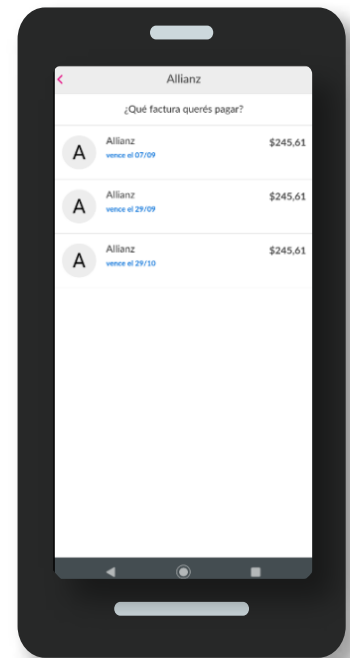 Allianz
¿Qué factura querés pagar?
A
Allianz
$245,61
vence el 07/09
A
Allianz
$245,61
vence el 29/09
A
Allianz
$245,61
vence el 29/10